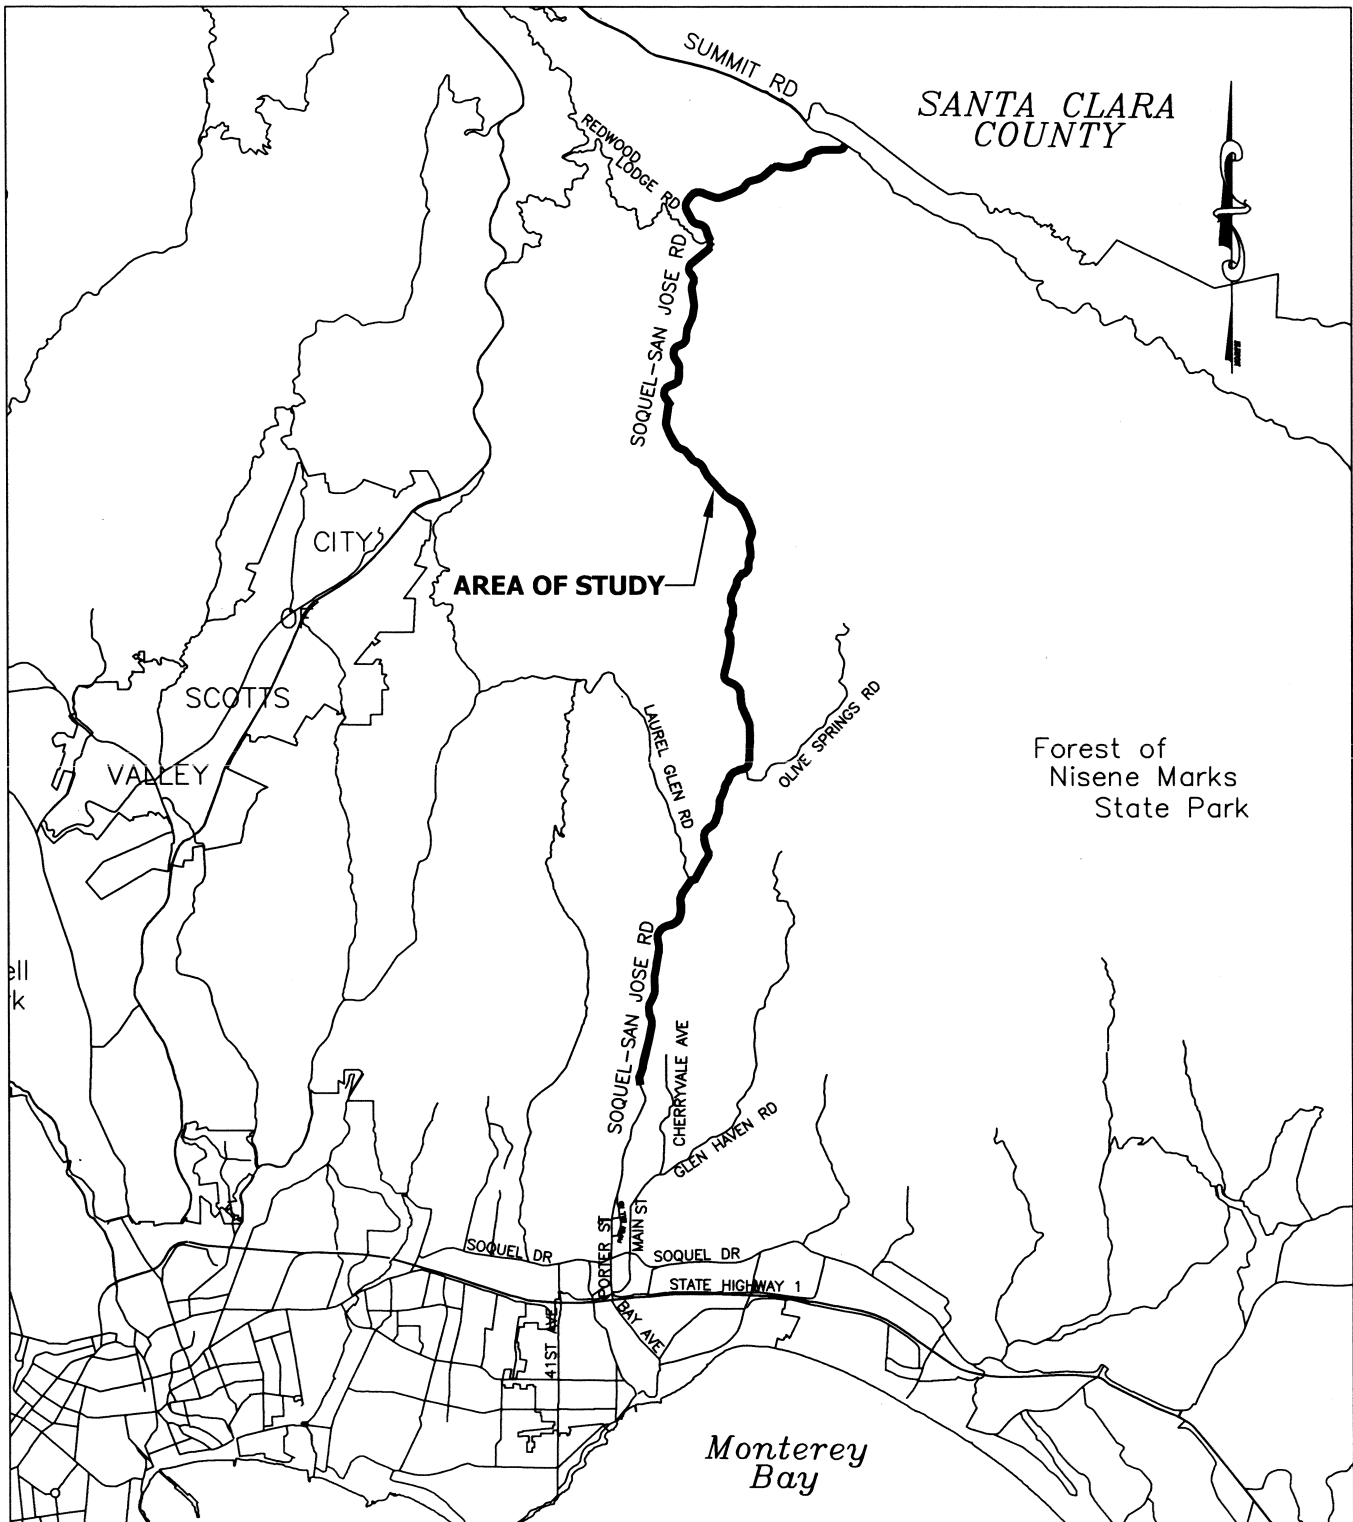 SUMMIT RD
SANTA CLARA
COUNTY
REDWOOD
LODGE RD
SOQUEL-SAN JOSE RD
CITY
AREA OF STUDY
OF
SCOTTS
LAUREL GLEN RD
OLIVE SPRINGS RD
Forest of
Nisene Marks
State Park
VALLEY
ell
k
SOQUEL-SAN JOSE RD
CHERRYVALE AVE
GLEN HAVEN RD
PORTER ST
MAIN ST
SOQUEL DR
SOQUEL DR
STATE HIGHWAY 1
BAY AVE
41ST AVE
Monterey
Bay